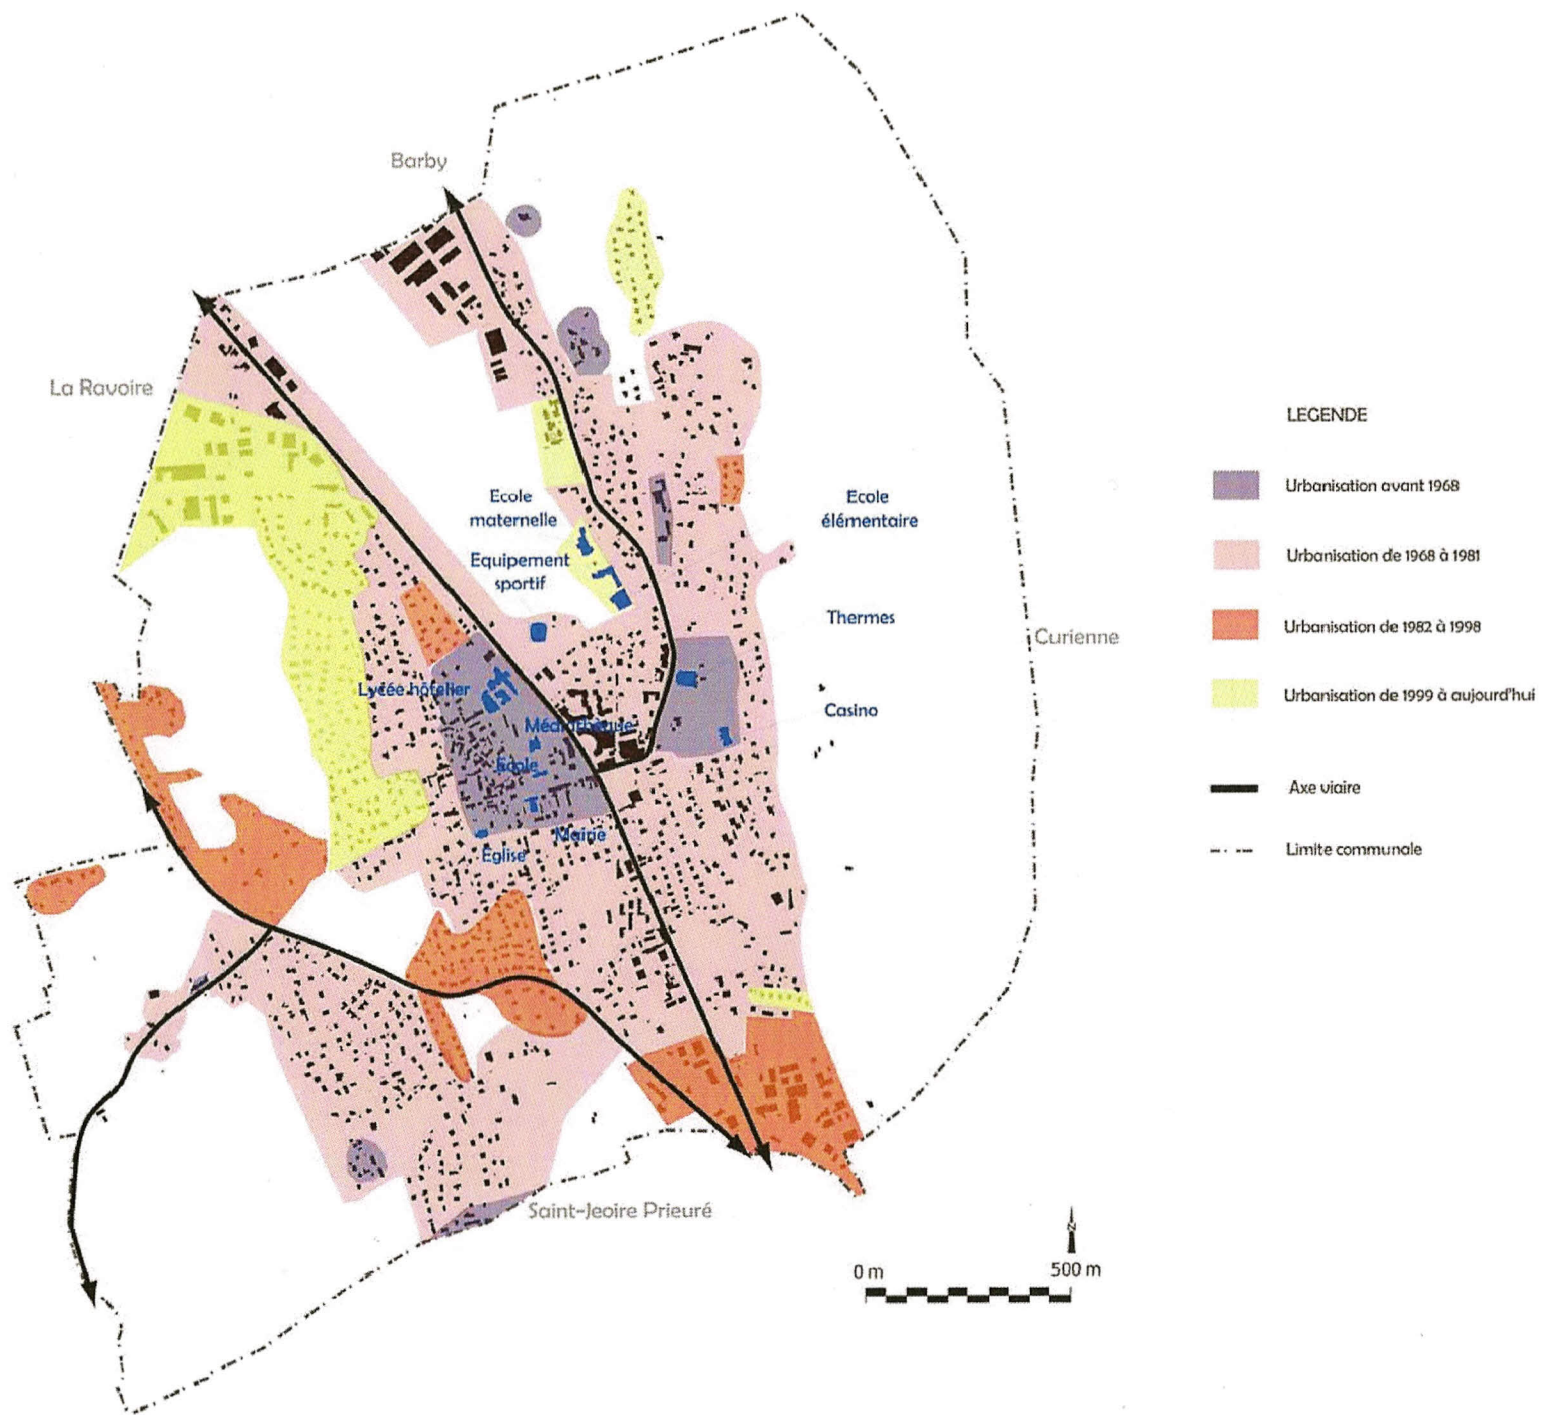 Barby
La Ravoire
LEGENDE
Urbanisation avant 1968
Ecole
maternelle
Ecole
élémentaire
Urbanisation de 1968 à 1981
Equipement
sportif
Thermes
Urbanisation de 1982 à 1998
Curienne
Lycée hôtelier
Urbanisation de 1999 à aujourd'hui
Casino
Médiathèque
Ecole
Axe viaire
Mairie
Eglise
Limite communale
Saint-Jeoire Prieuré
N
0 m
500 m